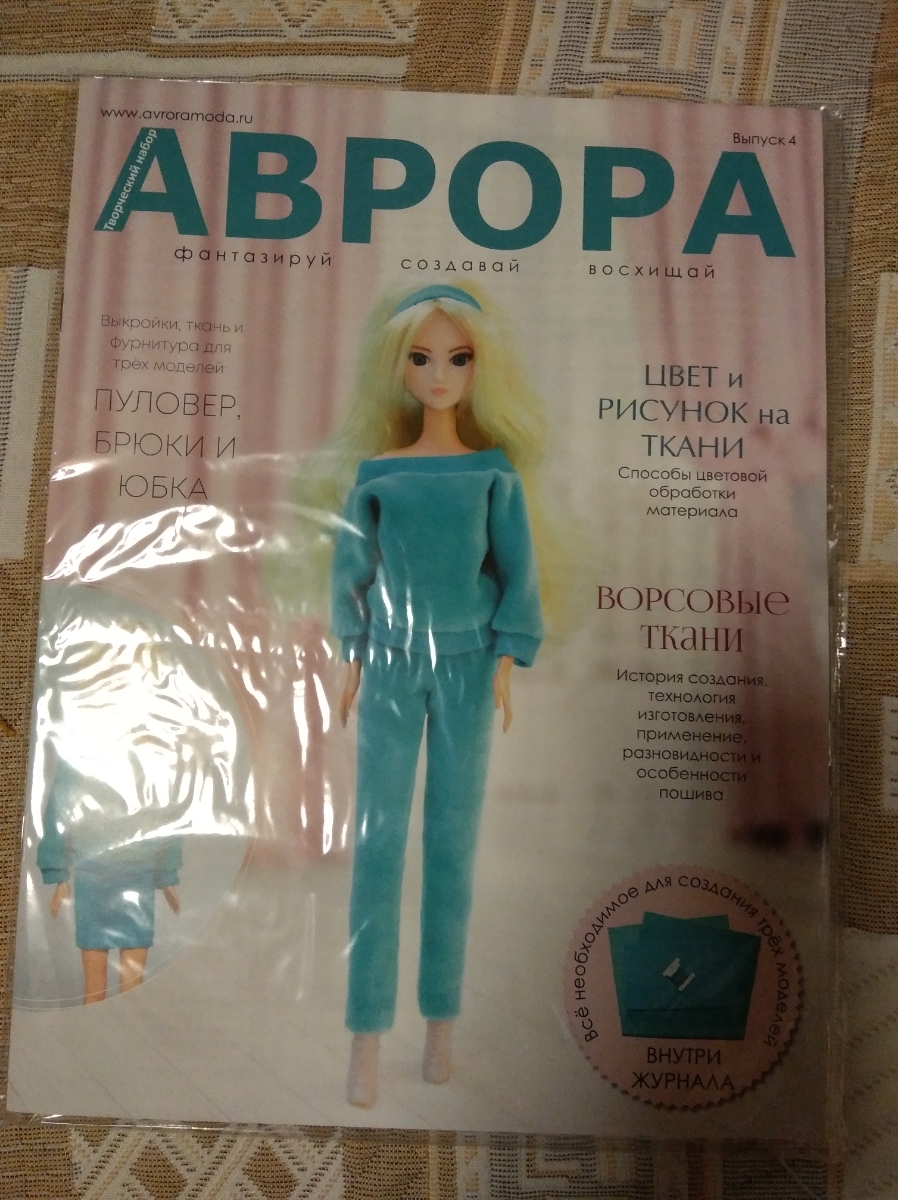 www.avroramoda.ru
Выпуск 4
Творческий набор
АВРОРА
фантазируй создавай восхищай
Выкройки, ткань и
фурнитура для
трёх моделей:
ПУЛОВЕР,
БРЮКИ И
ЮБКА
ЦВЕТ и
РИСУНОК на
ТКАНИ
Способы цветовой
обработки
материала
ВОРСОВЫЕ
ТКАНИ
История создания,
технология
изготовления,
применение,
разновидности и
особенности
пошива
Всё необходимое для создания трёх моделей
ВНУТРИ
ЖУРНАЛА